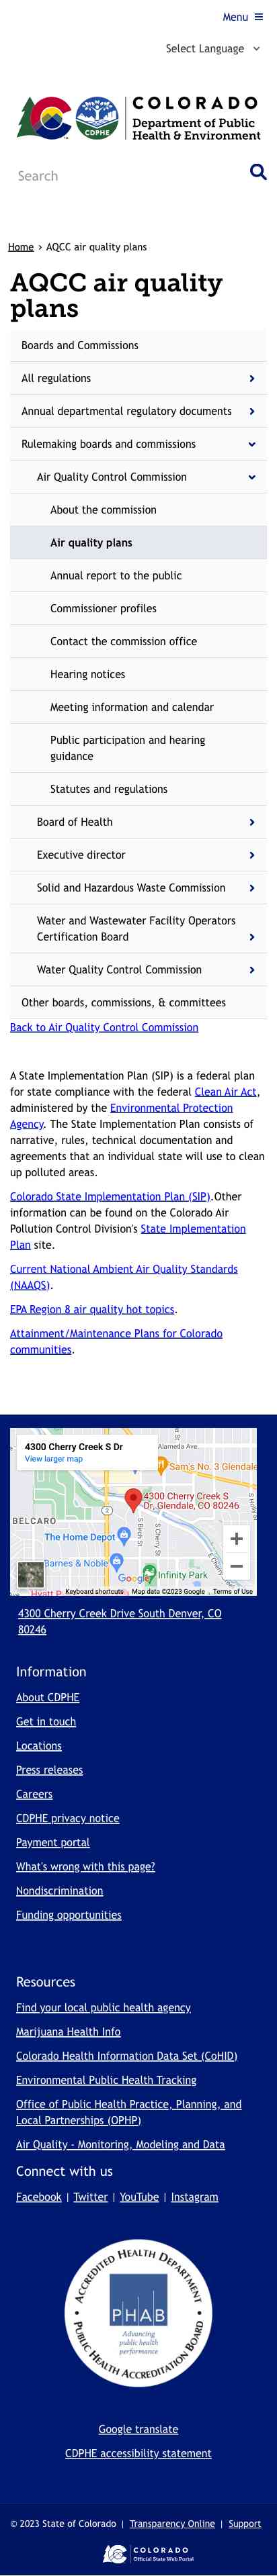 Menu
Select Language
COLORADO
Department of Public
Health & Environment
CDPHE
Search
Home > AQCC air quality plans
AQCC air quality
plans
Boards and Commissions
All regulations
Annual departmental regulatory documents
Rulemaking boards and commissions
Air Quality Control Commission
About the commission
Air quality plans
Annual report to the public
Commissioner profiles
Contact the commission office
Hearing notices
Meeting information and calendar
Public participation and hearing
guidance
Statutes and regulations
Board of Health
Executive director
Solid and Hazardous Waste Commission
Water and Wastewater Facility Operators
Certification Board
Water Quality Control Commission
Other boards, commissions, & committees
Back to Air Quality Control Commission
A State Implementation Plan (SIP) is a federal plan
for state compliance with the federal Clean Air Act,
administered by the Environmental Protection
Agency. The State Implementation Plan consists of
narrative, rules, technical documentation and
agreements that an individual state will use to clean
up polluted areas.
Colorado State Implementation Plan (SIP).Other
information can be found on the Colorado Air
Pollution Control Division's State Implementation
Plan site.
Current National Ambient Air Quality Standards
(NAAQS).
EPA Region 8 air quality hot topics.
Attainment/Maintenance Plans for Colorado
communities.
4300 Cherry Creek S Dr
View larger map
Sam's No. 3 Glendale
4300 Cherry Creek S
Dr, Glendale, CO 80246
BELCARO
S Birch St
Cherry Creek
The Home Depot
Barnes & Noble
Infinity Park
Google
Hyatt P
Keyboard shortcuts
Map data ©2023 Google
Terms of Use
4300 Cherry Creek Drive South Denver, CO
80246
Information
About CDPHE
Get in touch
Locations
Press releases
Careers
CDPHE privacy notice
Payment portal
What's wrong with this page?
Nondiscrimination
Funding opportunities
Resources
Find your local public health agency
Marijuana Health Info
Colorado Health Information Data Set (CoHID)
Environmental Public Health Tracking
Office of Public Health Practice, Planning, and
Local Partnerships (OPHP)
Air Quality - Monitoring, Modeling and Data
Connect with us
Facebook | Twitter | YouTube | Instagram
ACCREDITED HEALTH DEPARTMENT
PHAB
Advancing
public health
performance
PUBLIC HEALTH ACCREDITATION BOARD
Google translate
CDPHE accessibility statement
© 2023 State of Colorado | Transparency Online | Support
COLORADO
Official State Web Portal